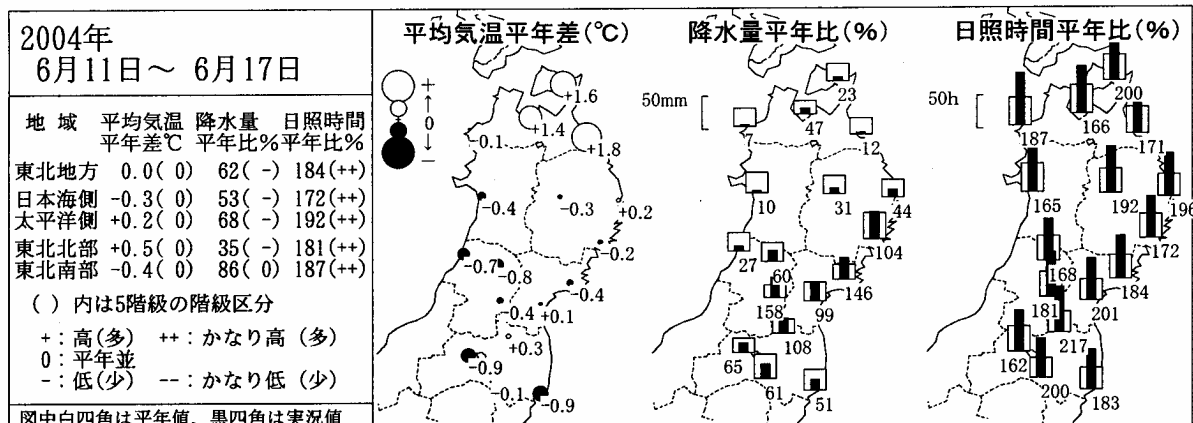 2004年
6月11日～ 6月17日
地 域 平均気温 降水量 日照時間
平年差℃ 平年比% 平年比%
東北地方 0.0( 0) 62( -) 184(++)
日本海側 -0.3( 0) 53( -) 172(++)
太平洋側 +0.2( 0) 68( -) 192(++)
東北北部 +0.5( 0) 35( -) 181(++)
東北南部 -0.4( 0) 86( 0) 187(++)
( ) 内は5階級の階級区分
+：高(多) ++：かなり高 (多)
0：平年並
-：低(少) --：かなり低 (少)
図中白四角は平年値、黒四角は実況値
平均気温平年差(℃)
+
↑
0
↓
-
+1.6
+1.4
-0.1
+1.8
-0.4
-0.3
+0.2
-0.2
-0.7
-0.8
-0.4
-0.4
+0.1
+0.3
-0.9
-0.1
-0.9
降水量平年比(%)
50mm
23
47
12
10
31
44
104
27
60
146
158
99
108
65
61
51
日照時間平年比(%)
50h
200
187
166
171
165
192
196
172
168
184
181
201
217
162
200
183